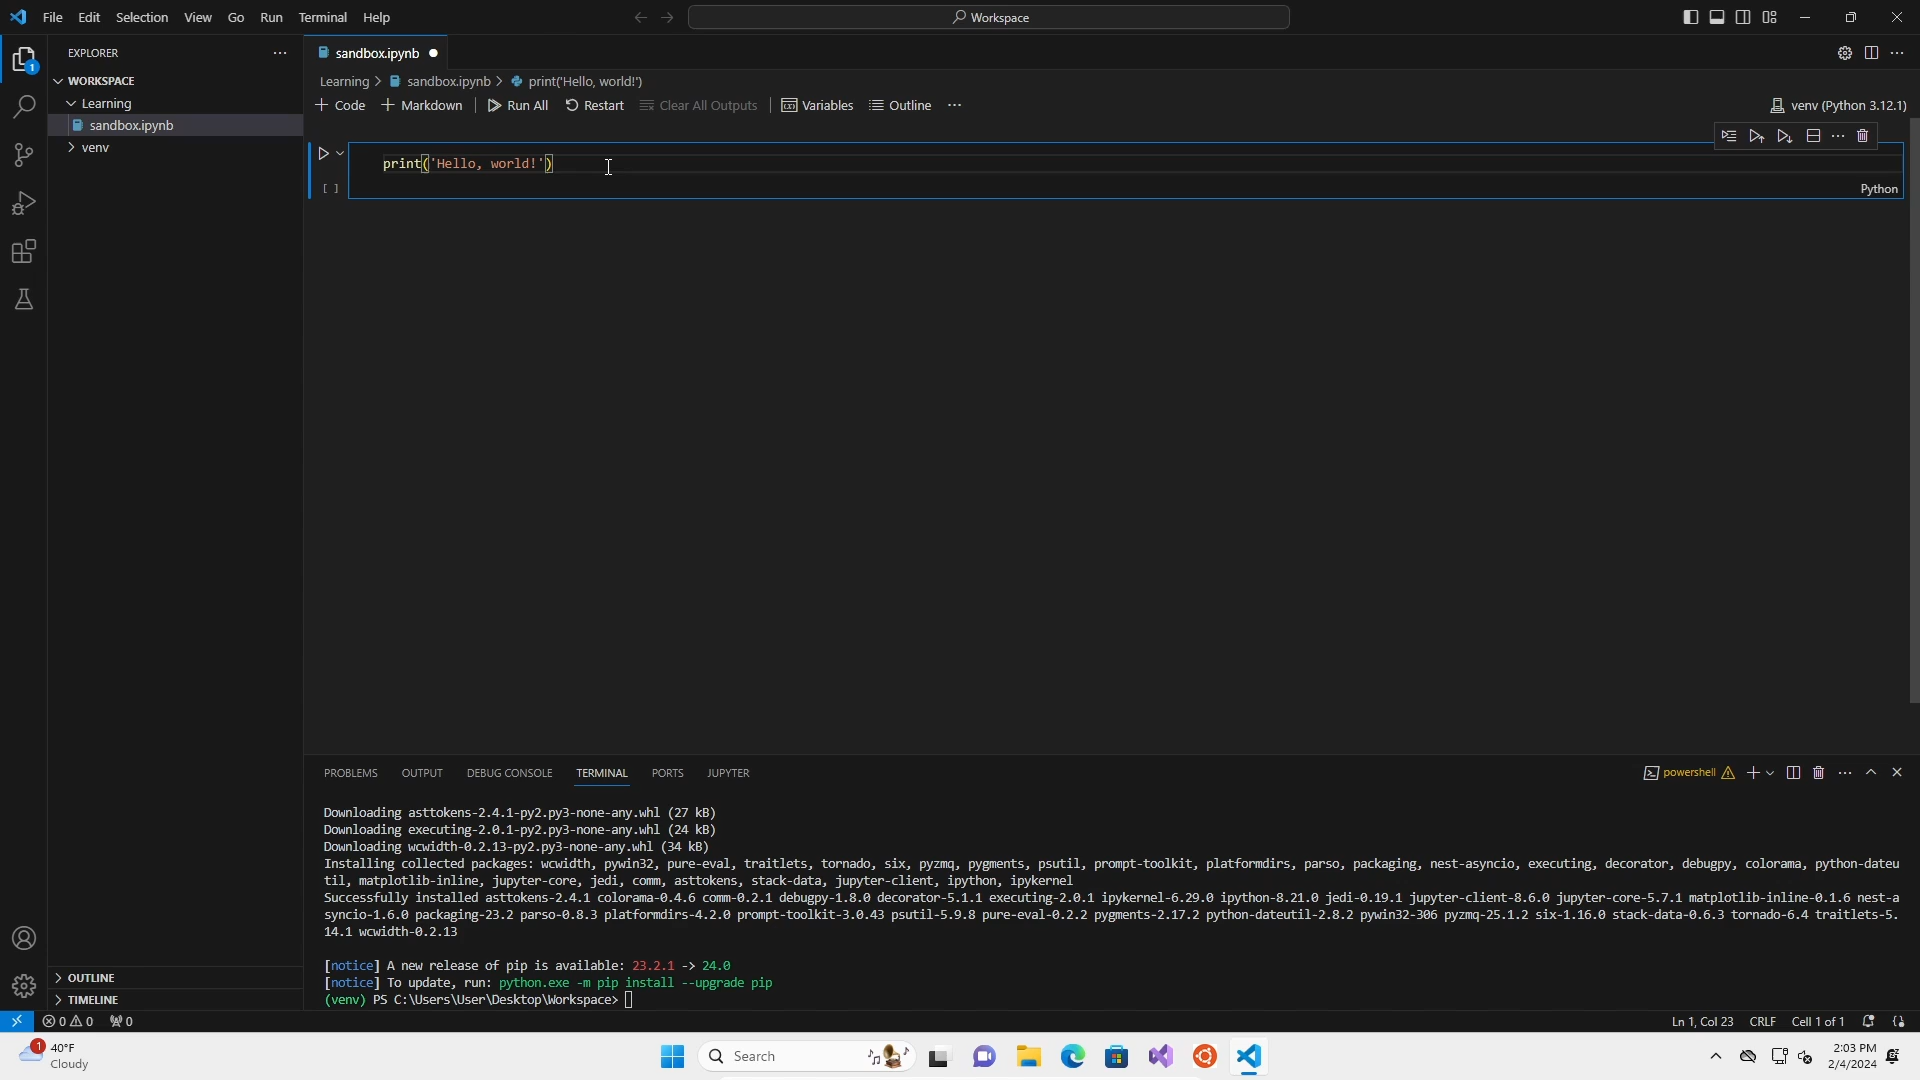 File Edit Selection View Go Run Terminal Help
Workspace
EXPLORER
1
WORKSPACE
Learning
sandbox.ipynb
venv
OUTLINE
TIMELINE
sandbox.ipynb
Learning > sandbox.ipynb > print('Hello, world!')
+ Code + Markdown Run All Restart Clear All Outputs Variables Outline ...
venv (Python 3.12.1)
print('Hello, world!')
[ ]
Python
PROBLEMS OUTPUT DEBUG CONSOLE TERMINAL PORTS JUPYTER
powershell
Downloading asttokens-2.4.1-py2.py3-none-any.whl (27 kB)
Downloading executing-2.0.1-py2.py3-none-any.whl (24 kB)
Downloading wcwidth-0.2.13-py2.py3-none-any.whl (34 kB)
Installing collected packages: wcwidth, pywin32, pure-eval, traitlets, tornado, six, pyzmq, pygments, psutil, prompt-toolkit, platformdirs, parso, packaging, nest-asyncio, executing, decorator, debugpy, colorama, python-dateu
til, matplotlib-inline, jupyter-core, jedi, comm, asttokens, stack-data, jupyter-client, ipython, ipykernel
Successfully installed asttokens-2.4.1 colorama-0.4.6 comm-0.2.1 debugpy-1.8.0 decorator-5.1.1 executing-2.0.1 ipykernel-6.29.0 ipython-8.21.0 jedi-0.19.1 jupyter-client-8.6.0 jupyter-core-5.7.1 matplotlib-inline-0.1.6 nest-a
syncio-1.6.0 packaging-23.2 parso-0.8.3 platformdirs-4.2.0 prompt-toolkit-3.0.43 psutil-5.9.8 pure-eval-0.2.2 pygments-2.17.2 python-dateutil-2.8.2 pywin32-306 pyzmq-25.1.2 six-1.16.0 stack-data-0.6.3 tornado-6.4 traitlets-5.
14.1 wcwidth-0.2.13
[notice] A new release of pip is available: 23.2.1 -> 24.0
[notice] To update, run: python.exe -m pip install --upgrade pip
(venv) PS C:\Users\User\Desktop\Workspace>
0 0 0
Ln 1, Col 23 CRLF Cell 1 of 1
1
40°F
Cloudy
Search
2:03 PM
2/4/2024